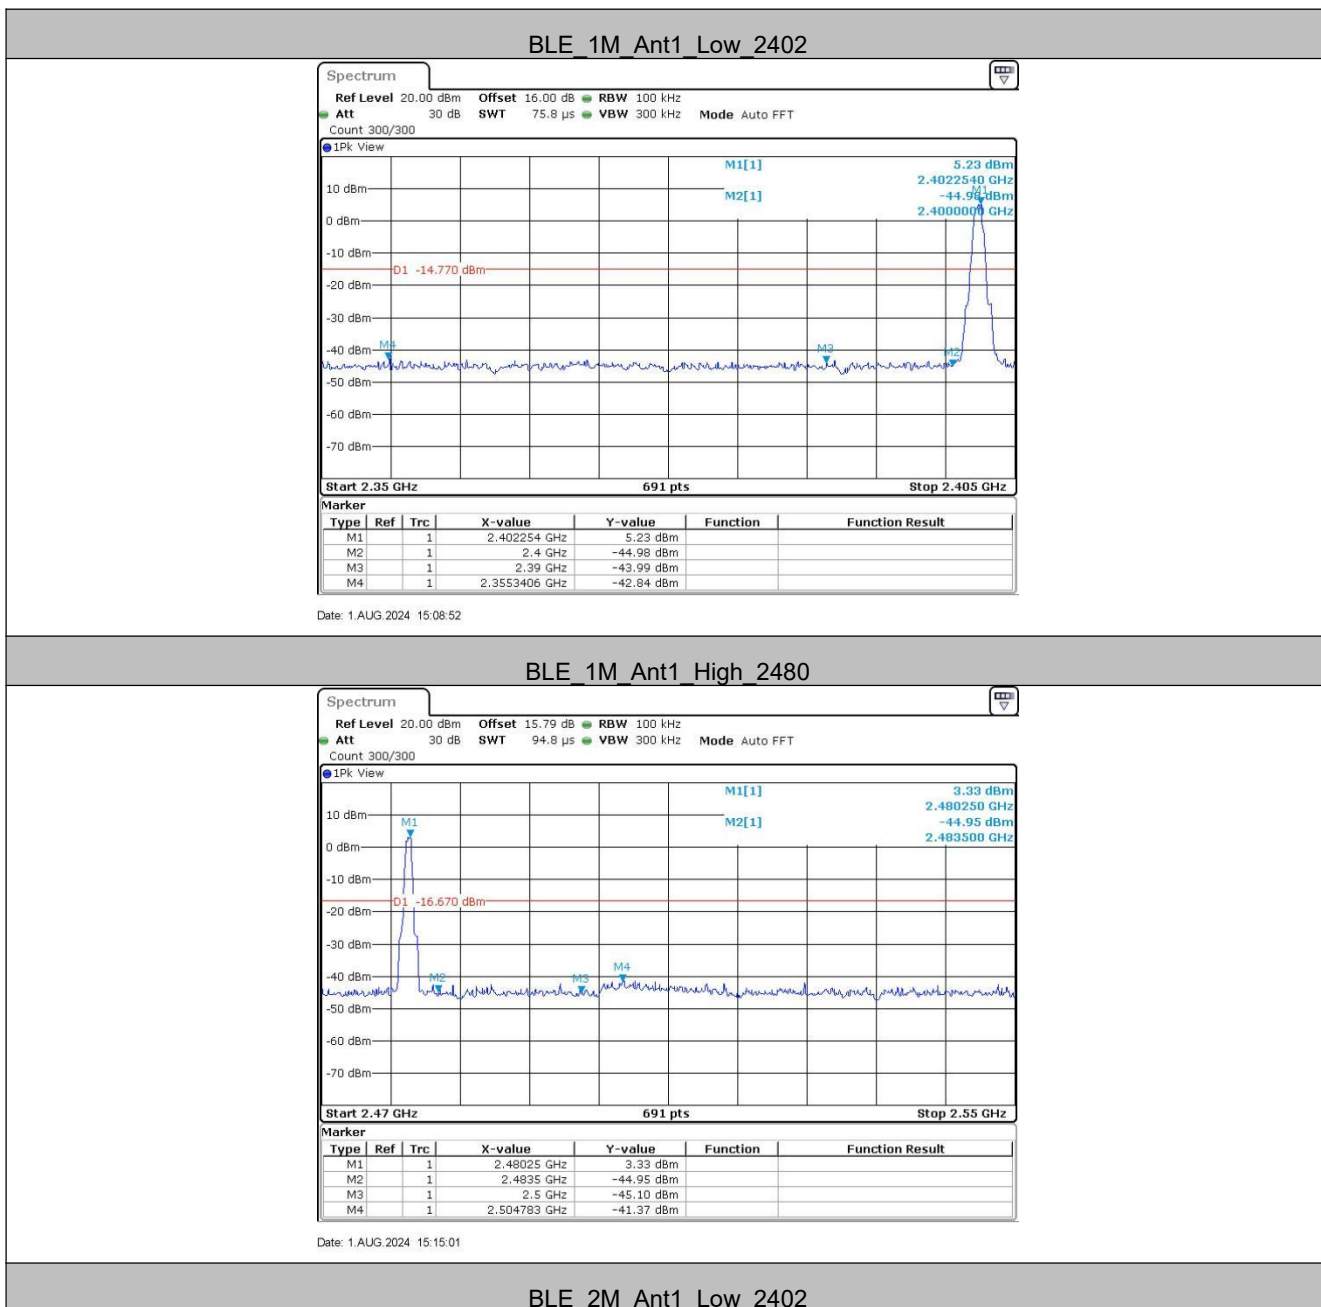 BLE_1M_Ant1_Low_2402
Spectrum
Ref Level 20.00 dBm Offset 16.00 dB RBW 100 kHz
Att 30 dB SWT 75.8 µs VBW 300 kHz Mode Auto FFT
Count 300/300
1Pk View
M1[1] 5.23 dBm
2.4022540 GHz
M1
10 dBm
M2[1] -44.98 dBm
2.4000000 GHz
0 dBm
-10 dBm
D1 -14.770 dBm
-20 dBm
-30 dBm
-40 dBm
M4 M3 M2
-50 dBm
-60 dBm
-70 dBm
Start 2.35 GHz 691 pts Stop 2.405 GHz
Marker
Type Ref Trc X-value Y-value Function Function Result
M1 1 2.402254 GHz 5.23 dBm
M2 1 2.4 GHz -44.98 dBm
M3 1 2.39 GHz -43.99 dBm
M4 1 2.3553406 GHz -42.84 dBm
Date: 1.AUG.2024 15:08:52
BLE_1M_Ant1_High_2480
Spectrum
Ref Level 20.00 dBm Offset 15.79 dB RBW 100 kHz
Att 30 dB SWT 94.8 µs VBW 300 kHz Mode Auto FFT
Count 300/300
1Pk View
M1[1] 3.33 dBm
2.480250 GHz
10 dBm
M1 M2[1] -44.95 dBm
2.483500 GHz
0 dBm
-10 dBm
D1 -16.670 dBm
-20 dBm
-30 dBm
M4
-40 dBm
M2 M3
-50 dBm
-60 dBm
-70 dBm
Start 2.47 GHz 691 pts Stop 2.55 GHz
Marker
Type Ref Trc X-value Y-value Function Function Result
M1 1 2.48025 GHz 3.33 dBm
M2 1 2.4835 GHz -44.95 dBm
M3 1 2.5 GHz -45.10 dBm
M4 1 2.504783 GHz -41.37 dBm
Date: 1.AUG.2024 15:15:01
BLE_2M_Ant1_Low_2402